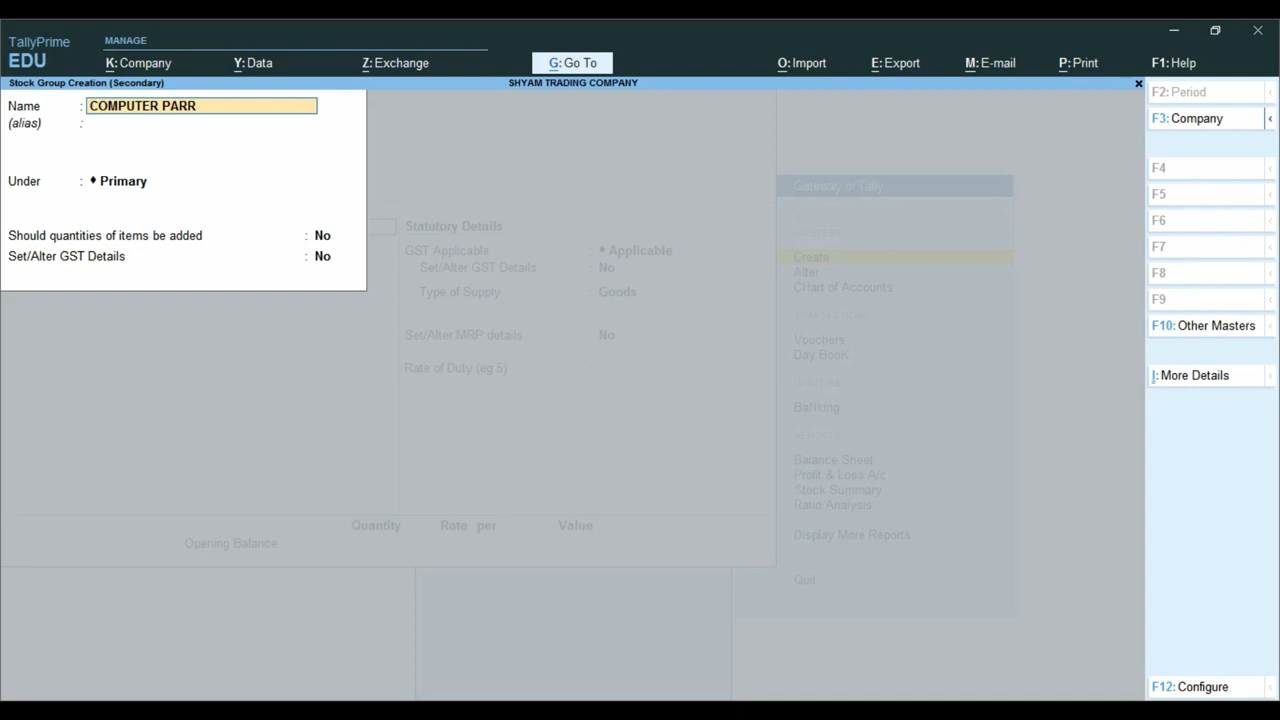 TallyPrime
EDU
MANAGE
K: Company
Y: Data
Z: Exchange
G: Go To
O: Import
E: Export
M: E-mail
P: Print
F1: Help
Stock Group Creation (Secondary)
SHYAM TRADING COMPANY
Name : COMPUTER PARR
(alias) :
Under : ♦ Primary
Should quantities of items be added : No
Set/Alter GST Details : No
Statutory Details
GST Applicable : ♦ Applicable
Set/Alter GST Details : No
Type of Supply : Goods
Set/Alter MRP details : No
Rate of Duty (eg 5) :
Quantity Rate per Value
Opening Balance
Gateway of Tally
MASTERS
Create
Alter
CHart of Accounts
TRANSACTIONS
Vouchers
Day BooK
UTILITIES
BaNking
REPORTS
Balance Sheet
Profit & Loss A/c
Stock Summary
Ratio Analysis
Display More Reports
Quit
F2: Period
F3: Company
F4
F5
F6
F7
F8
F9
F10: Other Masters
I: More Details
F12: Configure